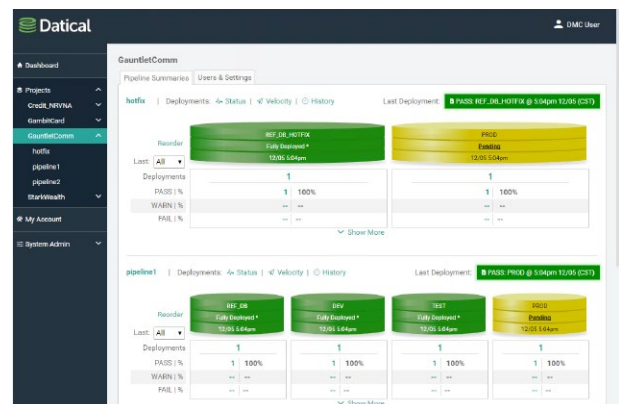 Datical
DMC User
Dashboard
Projects
Credit_NRVNA
GambitCard
GauntletComm
hotfix
pipeline1
pipeline2
StarkWealth
My Account
System Admin
GauntletComm
Pipeline Summaries Users & Settings
hotfix | Deployments: Status | Velocity | History Last Deployment: PASS: REF_DB_HOTFIX @ 5:04pm 12/05 (CST)
Reorder
Last: All
REF_DB_HOTFIX PROD
Fully Deployed * Pending
12/05 5:04pm 12/05 5:04pm
Deployments 1 1
PASS | % 1 100% 1 100%
WARN | % -- -- -- --
FAIL | % -- -- -- --
Show More
pipeline1 | Deployments: Status | Velocity | History Last Deployment: PASS: PROD @ 5:04pm 12/05 (CST)
Reorder
Last: All
REF_DB DEV TEST PROD
Fully Deployed * Fully Deployed * Fully Deployed * Pending
12/05 5:04pm 12/05 5:04pm 12/05 5:04pm 12/05 5:04pm
Deployments 1 1 1 1
PASS | % 1 100% 1 100% 1 100% 1 100%
WARN | % -- -- -- -- -- -- -- --
FAIL | % -- -- -- -- -- -- -- --
Show More